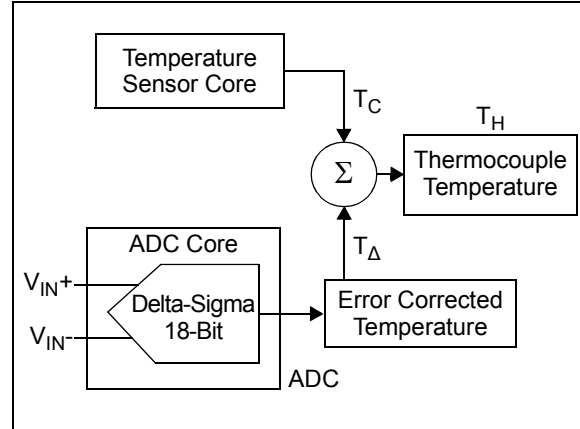 Temperature
Sensor Core
T_C
T_H
Σ
Thermocouple
Temperature
ADC Core
T_Δ
V_IN+
Delta-Sigma
18-Bit
V_IN-
Error Corrected
Temperature
ADC